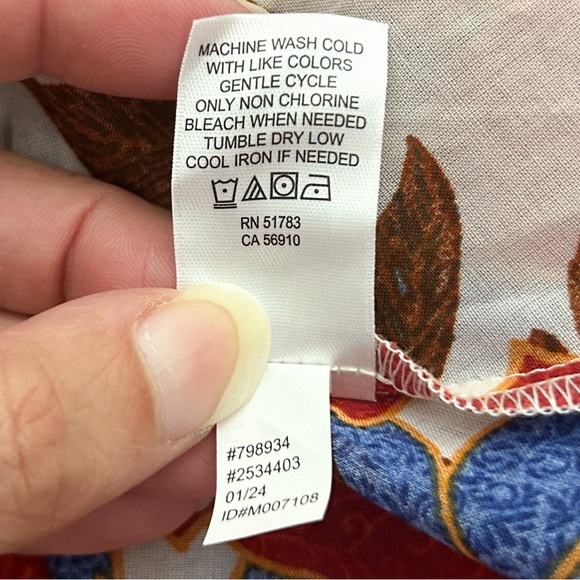 MACHINE WASH COLD
WITH LIKE COLORS
GENTLE CYCLE
ONLY NON CHLORINE
BLEACH WHEN NEEDED
TUMBLE DRY LOW
COOL IRON IF NEEDED
RN 51783
CA 56910
#798934
#2534403
01/24
ID#M007108